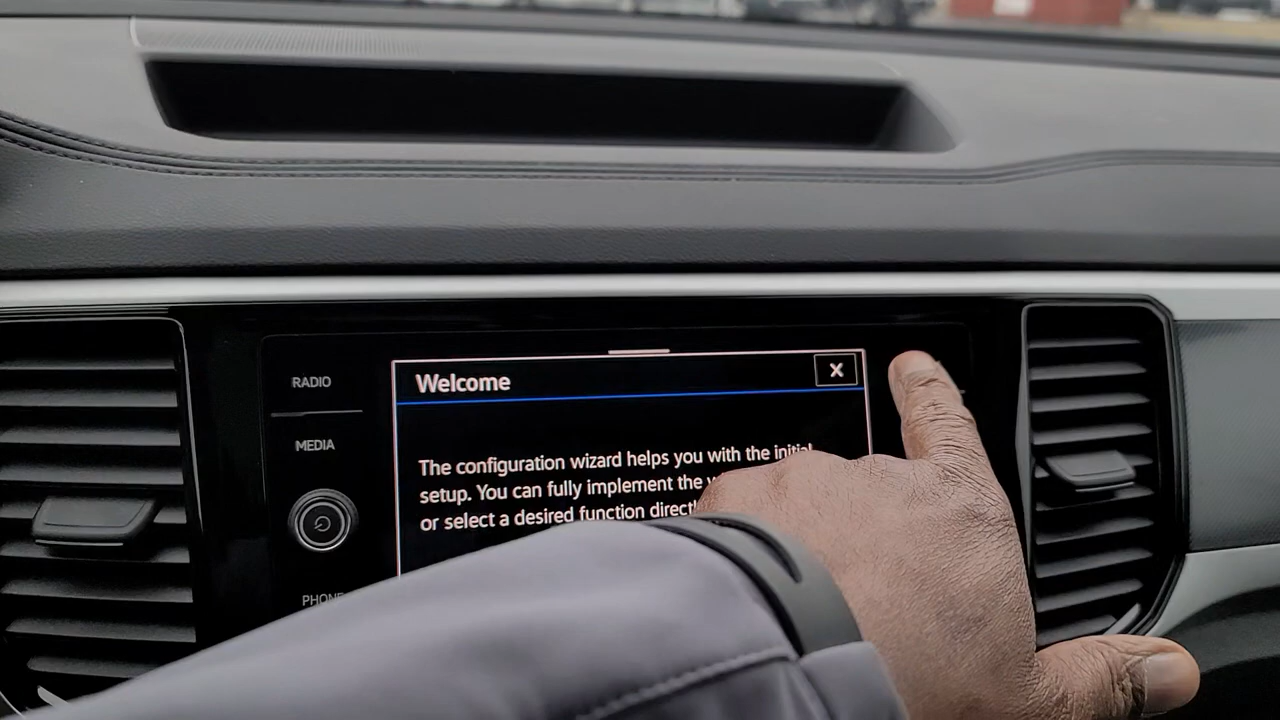 RADIO
MEDIA
PHONE
Welcome
X
The configuration wizard helps you with the initial
setup. You can fully implement the
or select a desired function